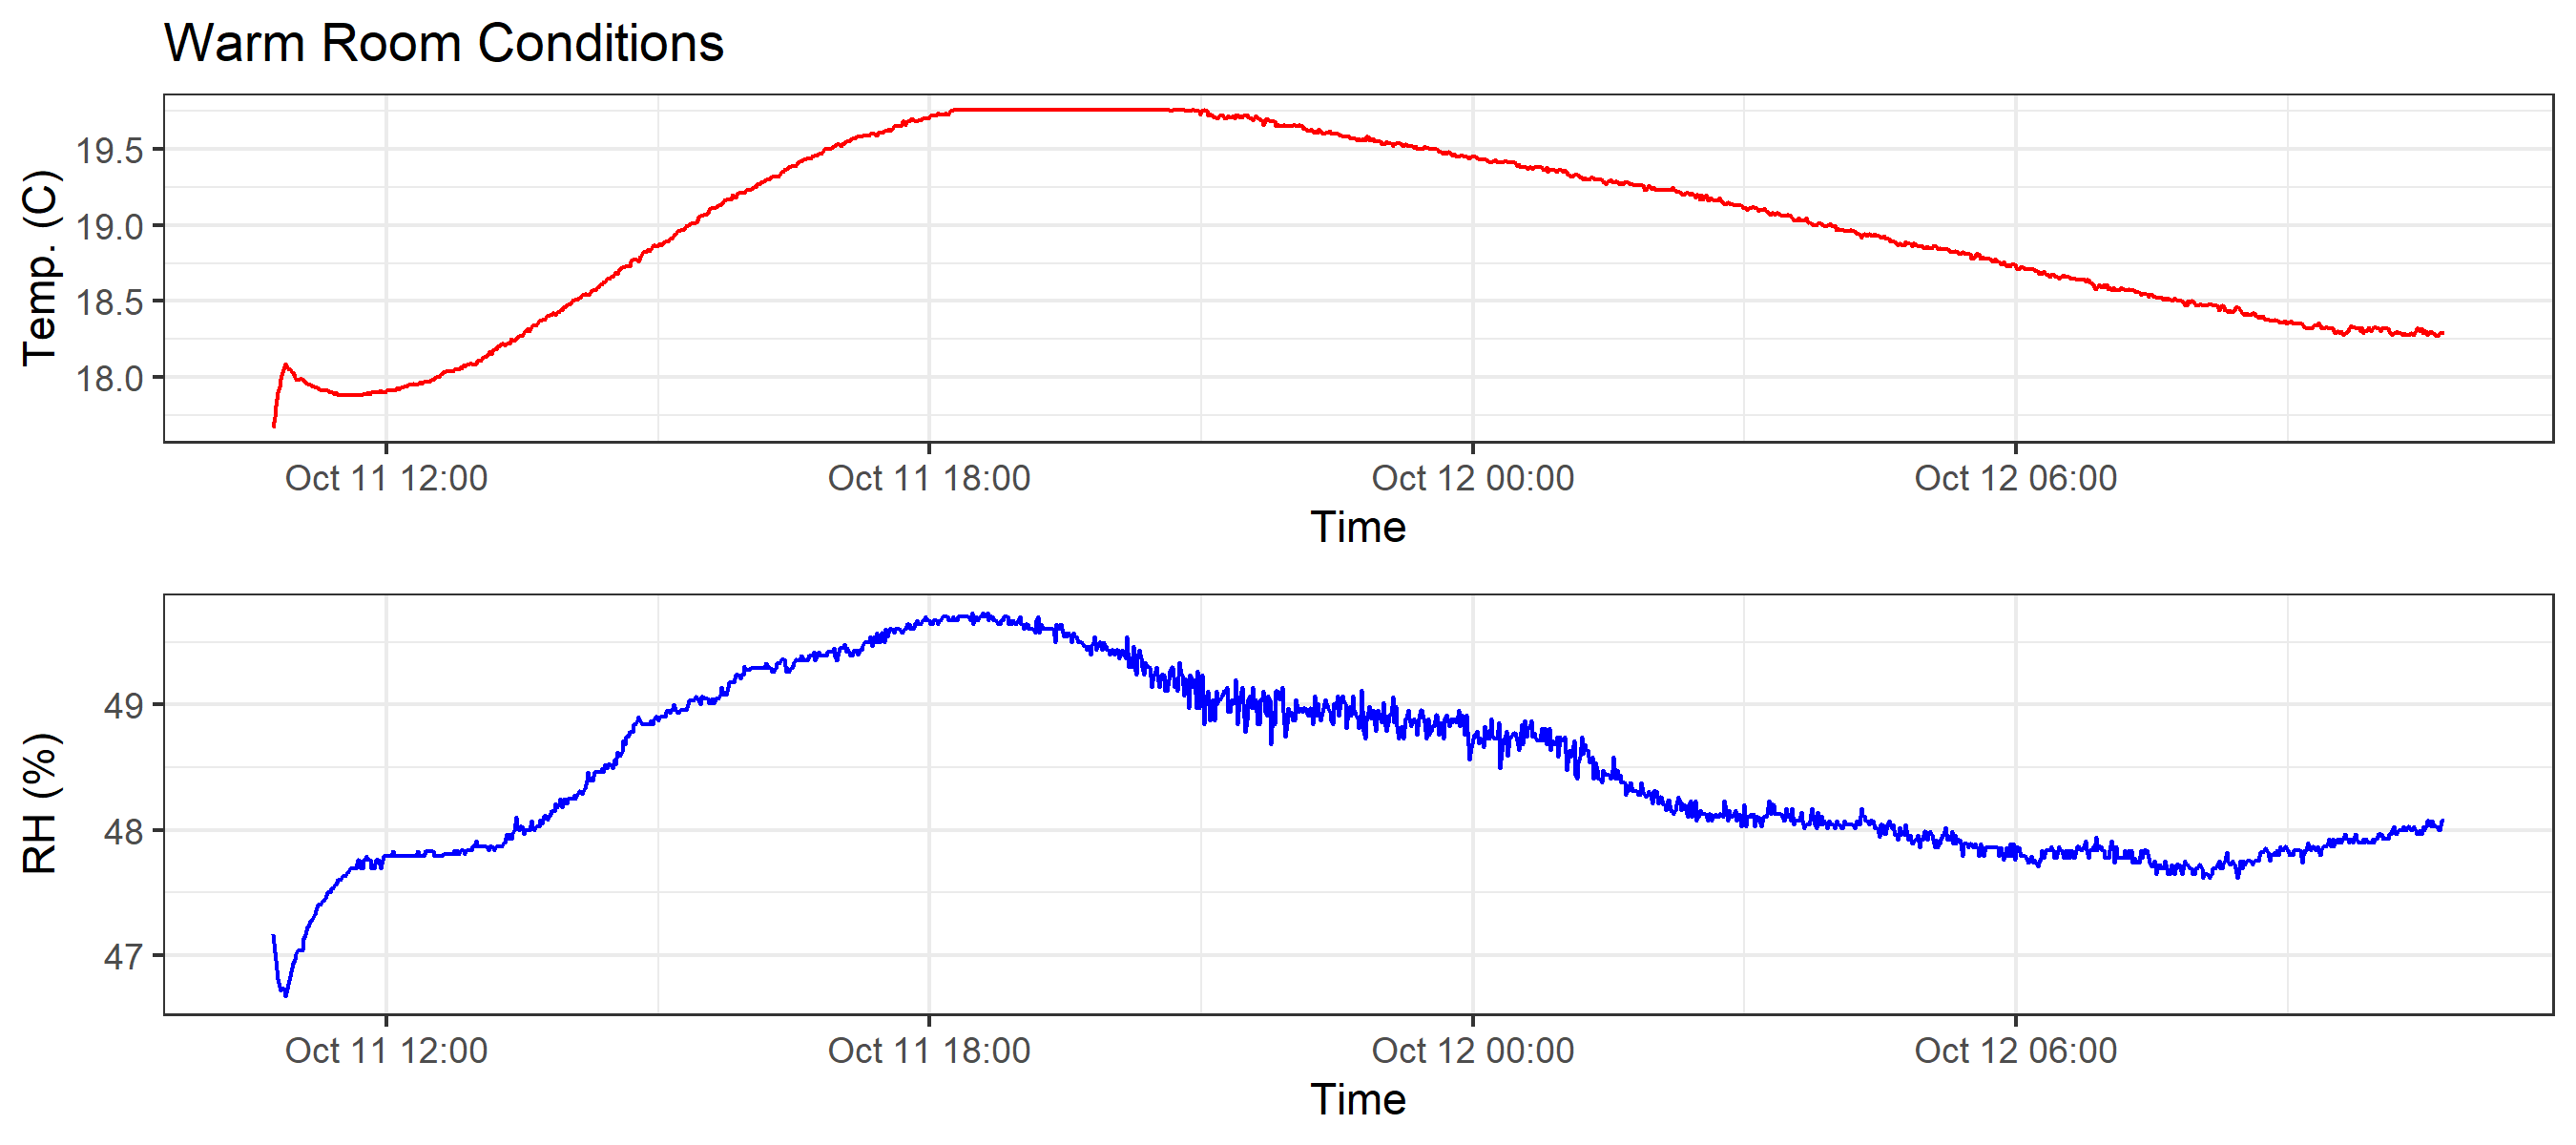 Warm Room Conditions
Temp. (C)
19.5
19.0
18.5
18.0
Oct 11 12:00 Oct 11 18:00 Oct 12 00:00 Oct 12 06:00
Time
RH (%)
49
48
47
Oct 11 12:00 Oct 11 18:00 Oct 12 00:00 Oct 12 06:00
Time